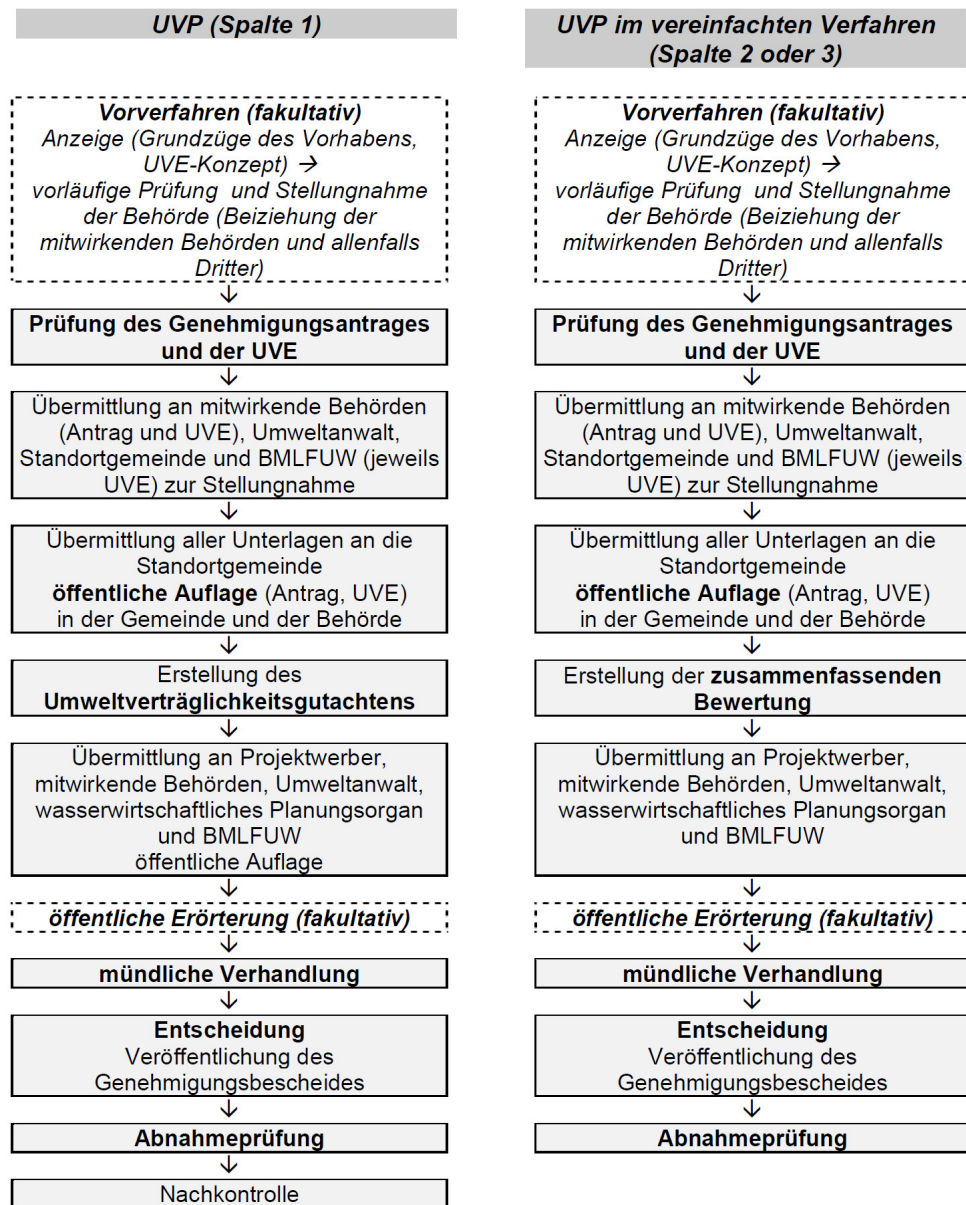 UVP (Spalte 1)
Vorverfahren (fakultativ)
Anzeige (Grundzüge des Vorhabens,
UVE-Konzept) →
vorläufige Prüfung und Stellungnahme
der Behörde (Beiziehung der
mitwirkenden Behörden und allenfalls
Dritter)
↓
Prüfung des Genehmigungsantrages
und der UVE
↓
Übermittlung an mitwirkende Behörden
(Antrag und UVE), Umweltanwalt,
Standortgemeinde und BMLFUW (jeweils
UVE) zur Stellungnahme
↓
Übermittlung aller Unterlagen an die
Standortgemeinde
öffentliche Auflage (Antrag, UVE)
in der Gemeinde und der Behörde
↓
Erstellung des
Umweltverträglichkeitsgutachtens
↓
Übermittlung an Projektwerber,
mitwirkende Behörden, Umweltanwalt,
wasserwirtschaftliches Planungsorgan
und BMLFUW
öffentliche Auflage
↓
öffentliche Erörterung (fakultativ)
↓
mündliche Verhandlung
↓
Entscheidung
Veröffentlichung des
Genehmigungsbescheides
↓
Abnahmeprüfung
↓
Nachkontrolle
UVP im vereinfachten Verfahren
(Spalte 2 oder 3)
Vorverfahren (fakultativ)
Anzeige (Grundzüge des Vorhabens,
UVE-Konzept) →
vorläufige Prüfung und Stellungnahme
der Behörde (Beiziehung der
mitwirkenden Behörden und allenfalls
Dritter)
↓
Prüfung des Genehmigungsantrages
und der UVE
↓
Übermittlung an mitwirkende Behörden
(Antrag und UVE), Umweltanwalt,
Standortgemeinde und BMLFUW (jeweils
UVE) zur Stellungnahme
↓
Übermittlung aller Unterlagen an die
Standortgemeinde
öffentliche Auflage (Antrag, UVE)
in der Gemeinde und der Behörde
↓
Erstellung der zusammenfassenden
Bewertung
↓
Übermittlung an Projektwerber,
mitwirkende Behörden, Umweltanwalt,
wasserwirtschaftliches Planungsorgan
und BMLFUW
↓
öffentliche Erörterung (fakultativ)
↓
mündliche Verhandlung
↓
Entscheidung
Veröffentlichung des
Genehmigungsbescheides
↓
Abnahmeprüfung